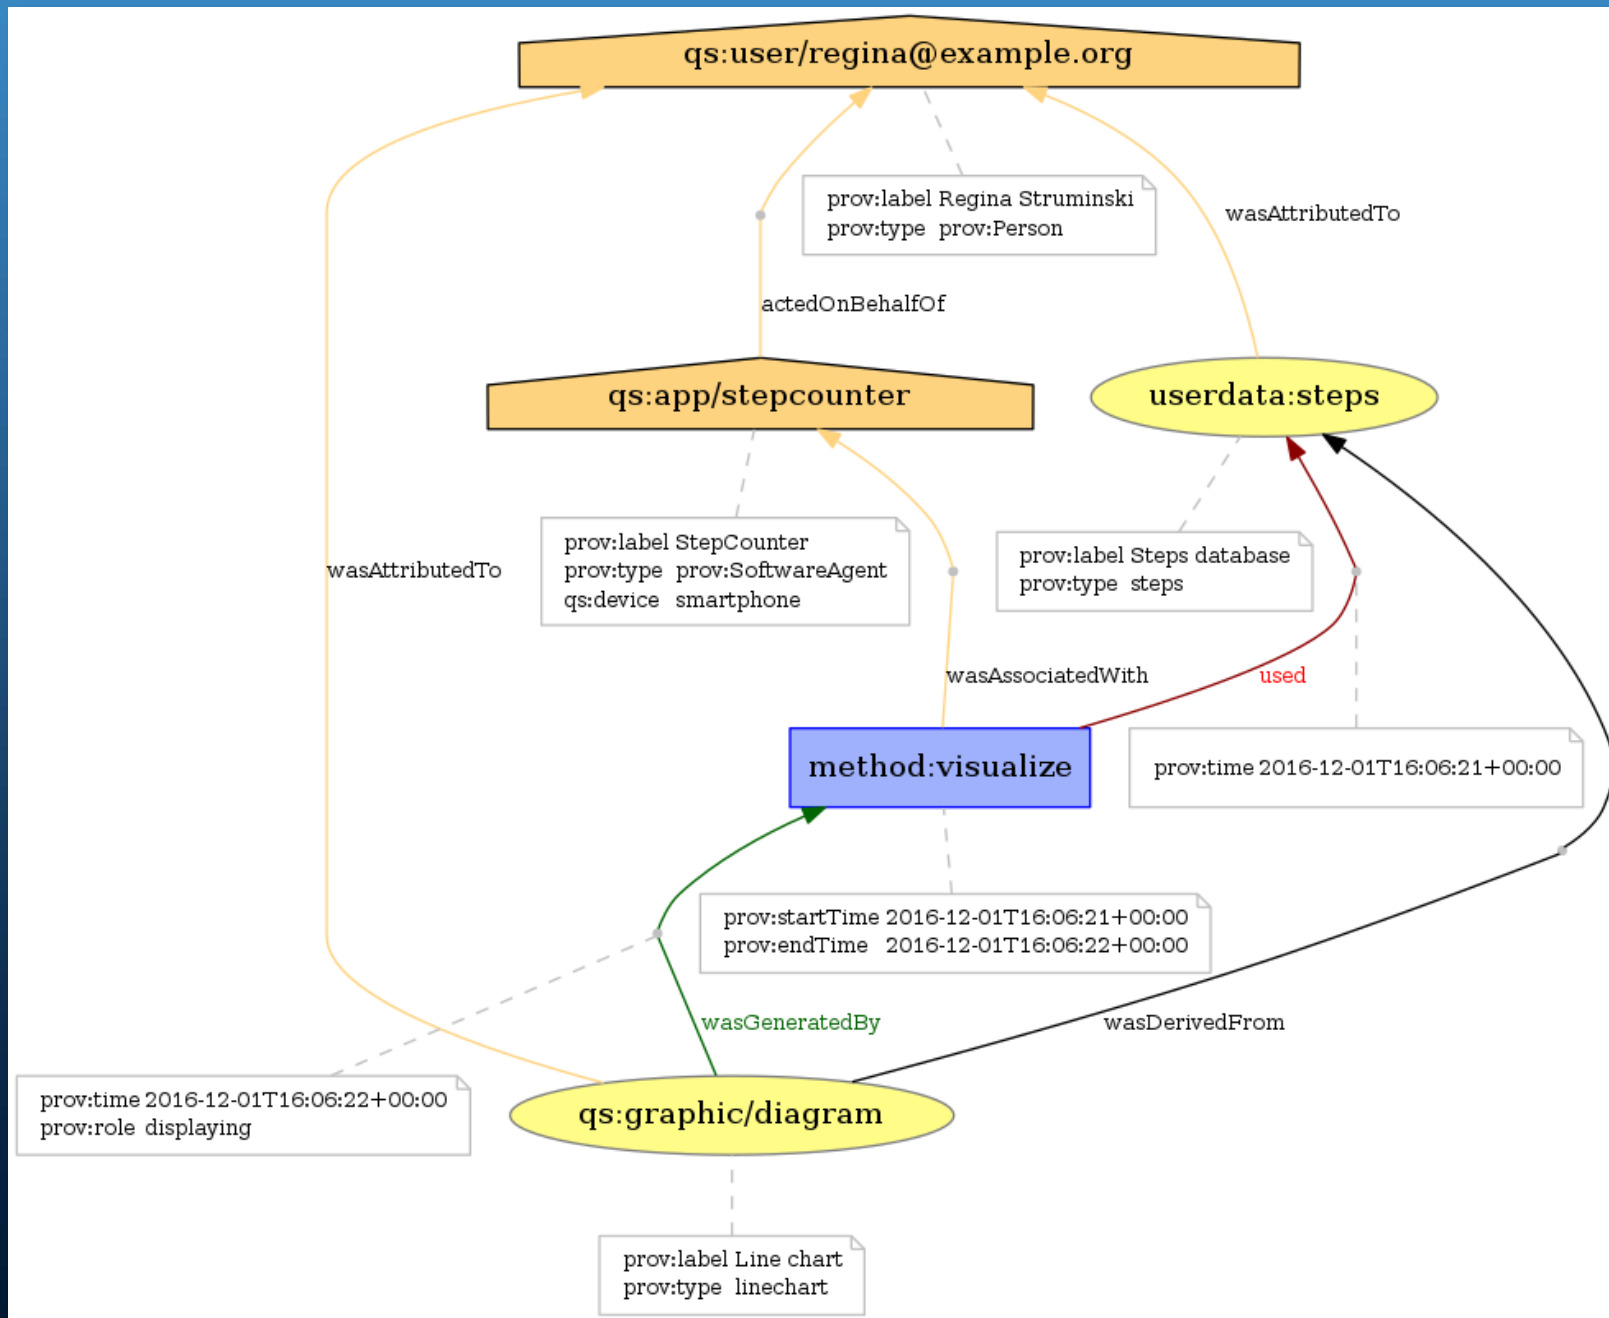 qs:user/regina@example.org
prov:label Regina Struminski
prov:type prov:Person
wasAttributedTo
actedOnBehalfOf
qs:app/stepcounter
userdata:steps
prov:label StepCounter
prov:type prov:SoftwareAgent
qs:device smartphone
prov:label Steps database
prov:type steps
wasAttributedTo
wasAssociatedWith
used
method:visualize
prov:time 2016-12-01T16:06:21+00:00
prov:startTime 2016-12-01T16:06:21+00:00
prov:endTime 2016-12-01T16:06:22+00:00
wasGeneratedBy
wasDerivedFrom
prov:time 2016-12-01T16:06:22+00:00
prov:role displaying
qs:graphic/diagram
prov:label Line chart
prov:type linechart